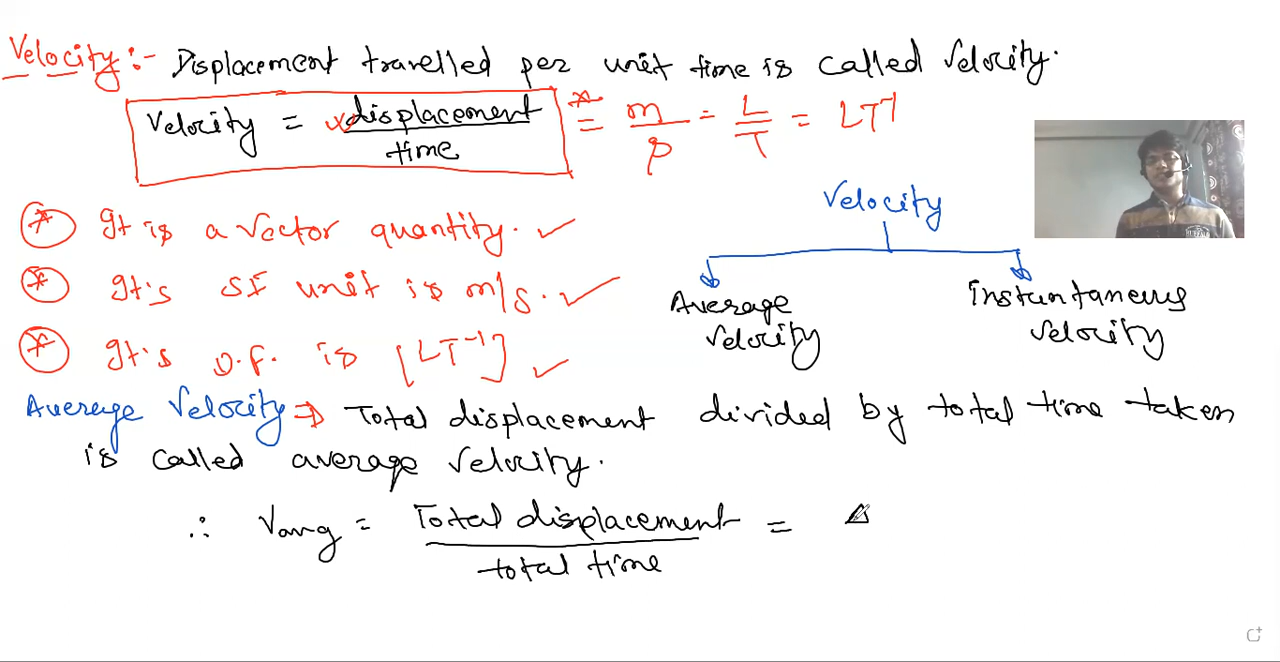 Velocity:- Displacement travelled per unit time is called velocity.
Velocity = displacement / time = m / s = L / T = LT⁻¹
* It is a vector quantity. ✓
* It's SI unit is m/s. ✓
* It's D.F. is [LT⁻¹] ✓
Velocity
Average Velocity
Instantaneous Velocity
Average Velocity ⇒ Total displacement divided by total time taken
is called average velocity.
∴ Vavg = Total displacement / total time = Δ